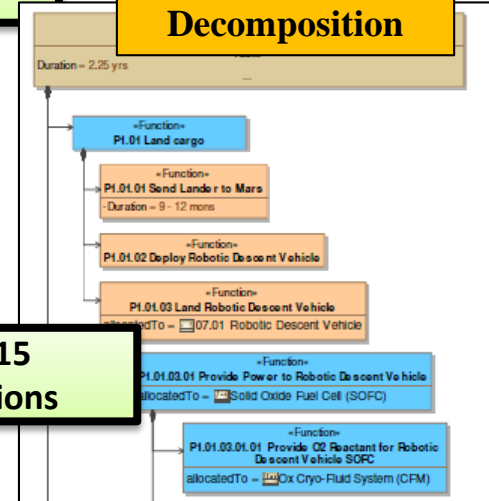 Decomposition
Duration = 2.25 yrs
«Function»
P1.01 Land cargo
«Function»
P1.01.01 Send Lander to Mars
-Duration = 9 - 12 mons
«Function»
P1.01.02 Deploy Robotic Descent Vehicle
«Function»
P1.01.03 Land Robotic Descent Vehicle
allocatedTo = 07.01 Robotic Descent Vehicle
15
ions
«Function»
P1.01.03.01 Provide Power to Robotic Descent Vehicle
allocatedTo = Solid Oxide Fuel Cell (SOFC)
«Function»
P1.01.03.01.01 Provide O2 Reactant for Robotic
Descent Vehicle SOFC
allocatedTo = Ox Cryo-Fluid System (CFM)